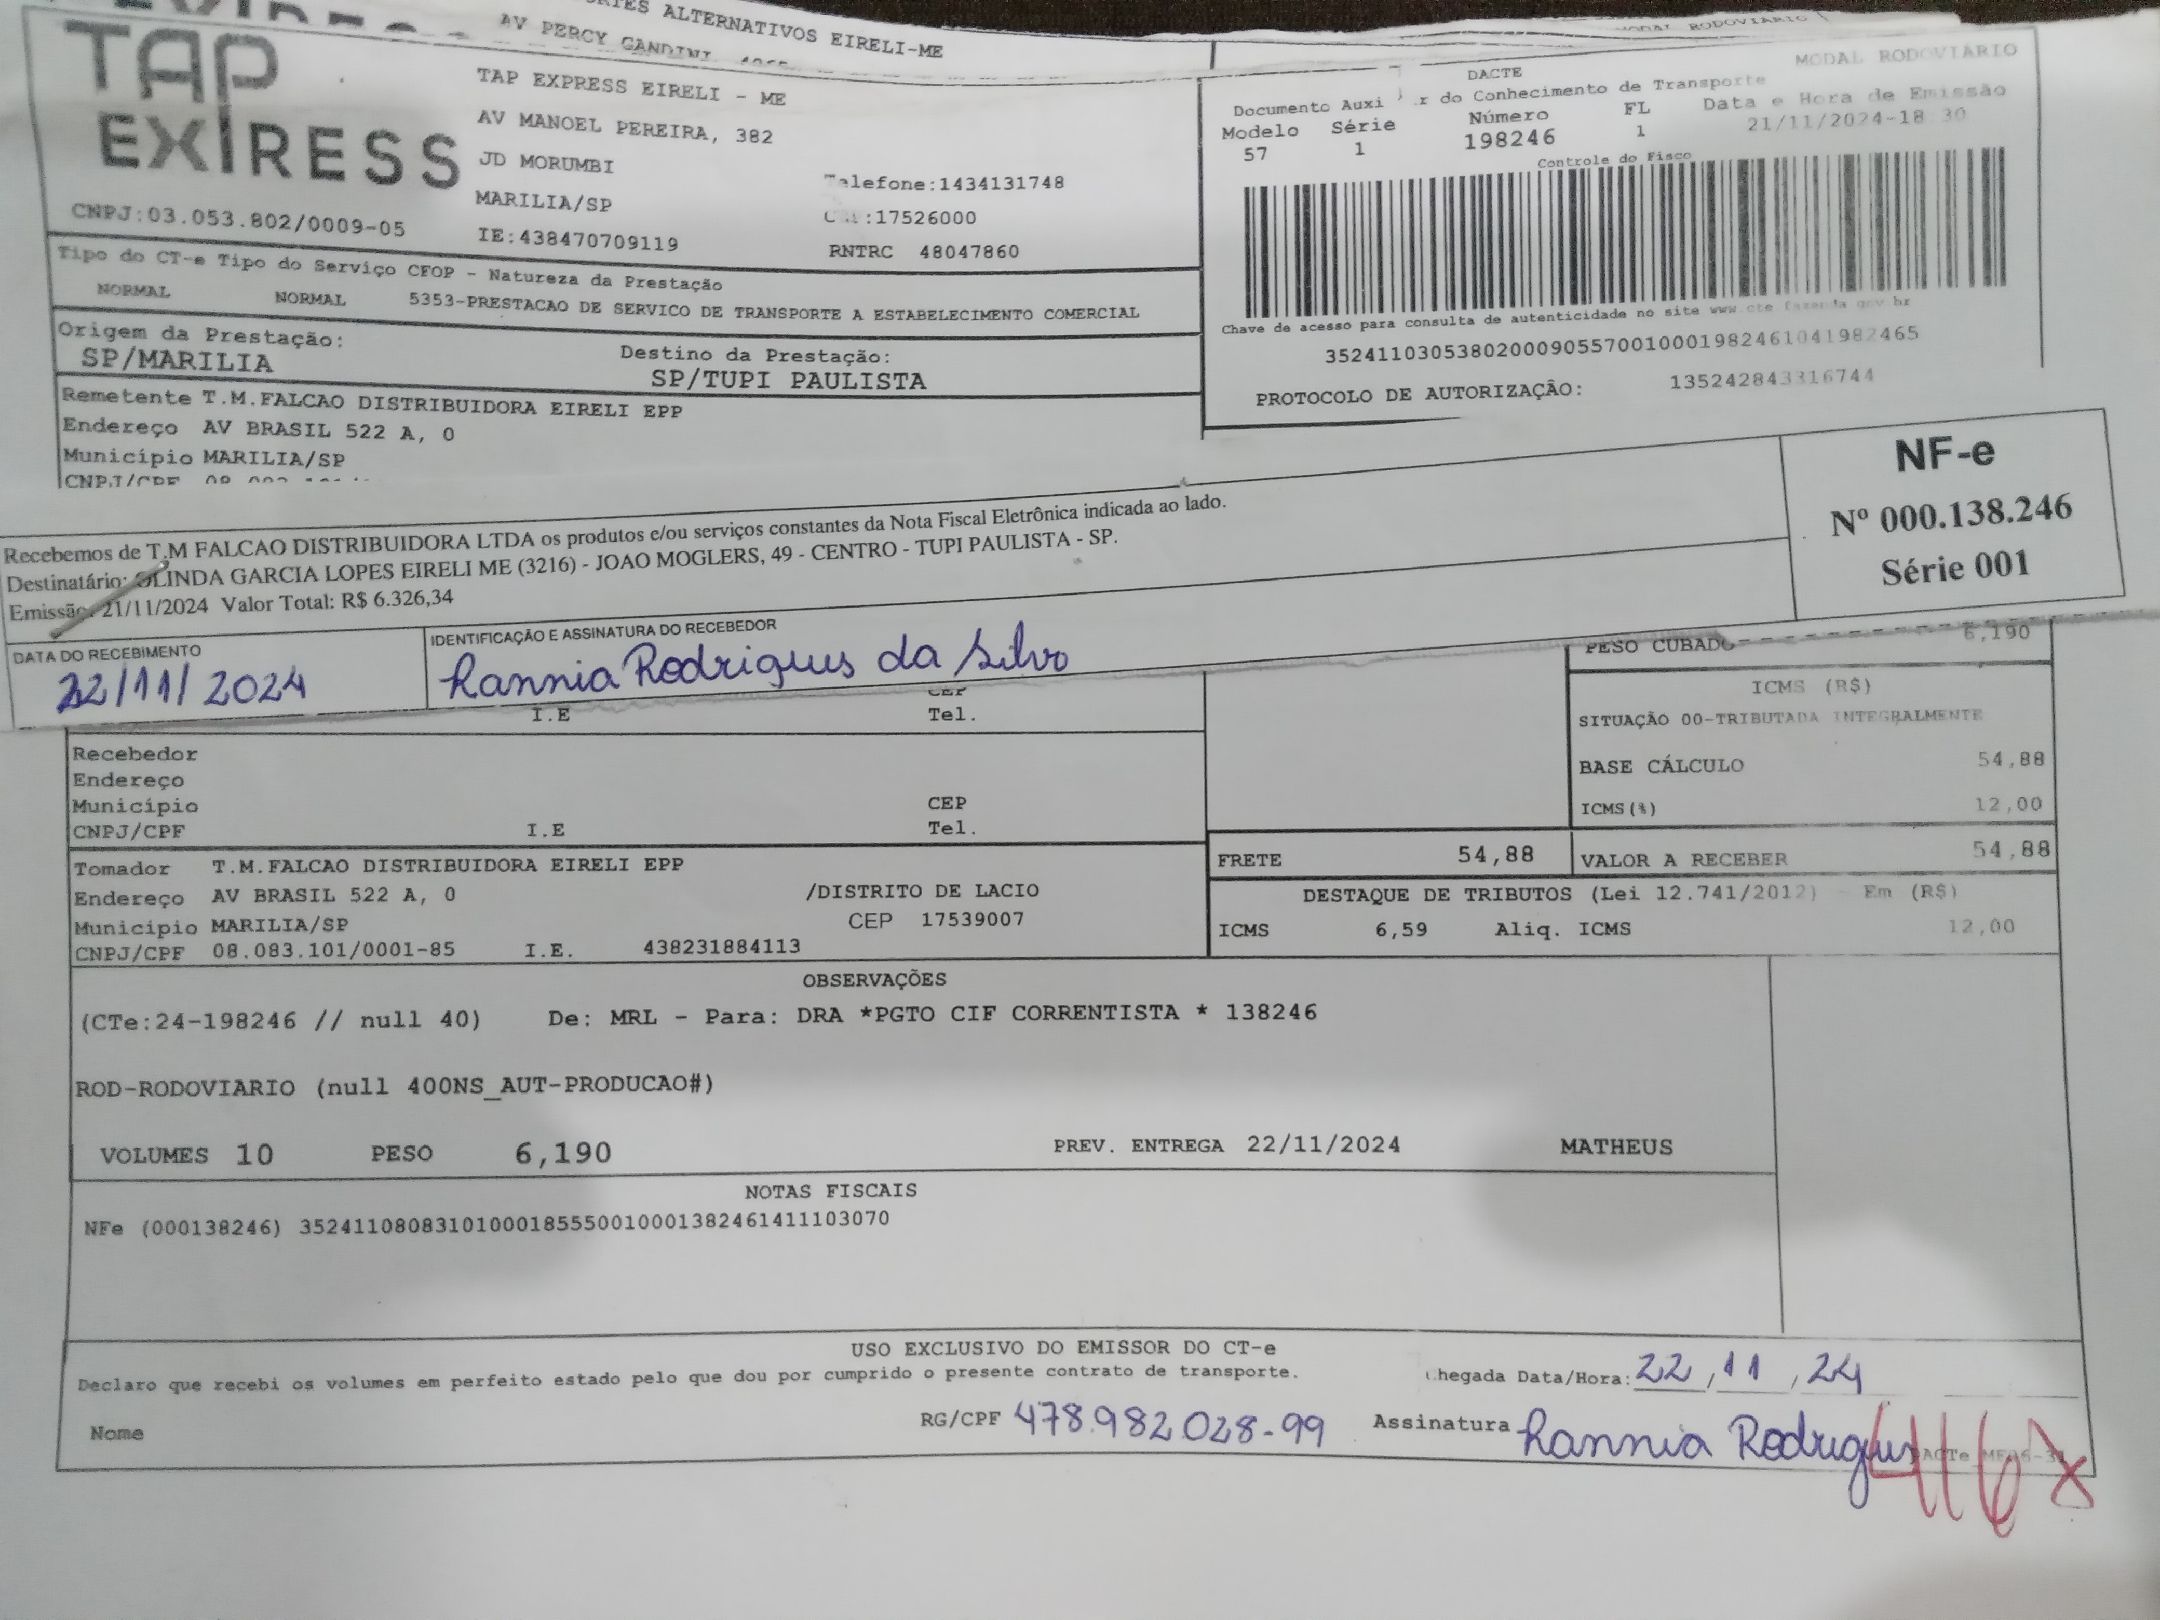 ALTERNATIVOS EIRELI-ME
AV PERCY GANDINI,
MODAL RODOVIARIO
TAP EXIRESS
CNPJ:03.053.802/0009-05
TAP EXPRESS EIRELI - ME
AV MANOEL PEREIRA, 382
JD MORUMBI
MARILIA/SP
IE:438470709119
Telefone:1434131748
:17526000
RNTRC 48047860
MODAL RODOVIARIO
DACTE
Documento Auxi r do Conhecimento de Transporte
Modelo Série Número FL Data e Hora de Emissão
57 1 198246 1 21/11/2024-18 30
Controle do Fisco
Chave de acesso para consulta de autenticidade no site www.cte fazenda gov.br
35241103053802000905570010001982461041982465
PROTOCOLO DE AUTORIZAÇÃO: 135242843316744
Tipo do CT-e Tipo do Serviço CFOP - Natureza da Prestação
NORMAL NORMAL 5353-PRESTACAO DE SERVICO DE TRANSPORTE A ESTABELECIMENTO COMERCIAL
Origem da Prestação: Destino da Prestação:
SP/MARILIA SP/TUPI PAULISTA
Remetente T.M.FALCAO DISTRIBUIDORA EIRELI EPP
Endereço AV BRASIL 522 A, 0
Município MARILIA/SP
CNPJ/CPF
Recebemos de T.M FALCAO DISTRIBUIDORA LTDA os produtos e/ou serviços constantes da Nota Fiscal Eletrônica indicada ao lado.
Destinatário: OLINDA GARCIA LOPES EIRELI ME (3216) - JOAO MOGLERS, 49 - CENTRO - TUPI PAULISTA - SP.
Emissão: 21/11/2024 Valor Total: R$ 6.326,34
NF-e
Nº 000.138.246
Série 001
DATA DO RECEBIMENTO IDENTIFICAÇÃO E ASSINATURA DO RECEBEDOR
22/11/2024 Rannia Rodrigues da Silva
PESO CUBADO 6,190
CEP
I.E Tel.
ICMS (R$)
SITUAÇÃO 00-TRIBUTADA INTEGRALMENTE
BASE CÁLCULO 54,88
ICMS(%) 12,00
Recebedor
Endereço
Município CEP
CNPJ/CPF I.E Tel.
FRETE 54,88 VALOR A RECEBER 54,88
Tomador T.M.FALCAO DISTRIBUIDORA EIRELI EPP
Endereço AV BRASIL 522 A, 0 /DISTRITO DE LACIO
Município MARILIA/SP CEP 17539007
CNPJ/CPF 08.083.101/0001-85 I.E. 438231884113
DESTAQUE DE TRIBUTOS (Lei 12.741/2012) - Em (R$)
ICMS 6,59 Aliq. ICMS 12,00
OBSERVAÇÕES
(CTe:24-198246 // null 40) De: MRL - Para: DRA *PGTO CIF CORRENTISTA * 138246
ROD-RODOVIARIO (null 400NS_AUT-PRODUCAO#)
VOLUMES 10 PESO 6,190 PREV. ENTREGA 22/11/2024 MATHEUS
NOTAS FISCAIS
NFe (000138246) 35241108083101000185550010001382461411103070
USO EXCLUSIVO DO EMISSOR DO CT-e
Declaro que recebi os volumes em perfeito estado pelo que dou por cumprido o presente contrato de transporte.
Chegada Data/Hora: 22, 11, 24
Nome RG/CPF 478.982028-99 Assinatura Rannia Rodrigues